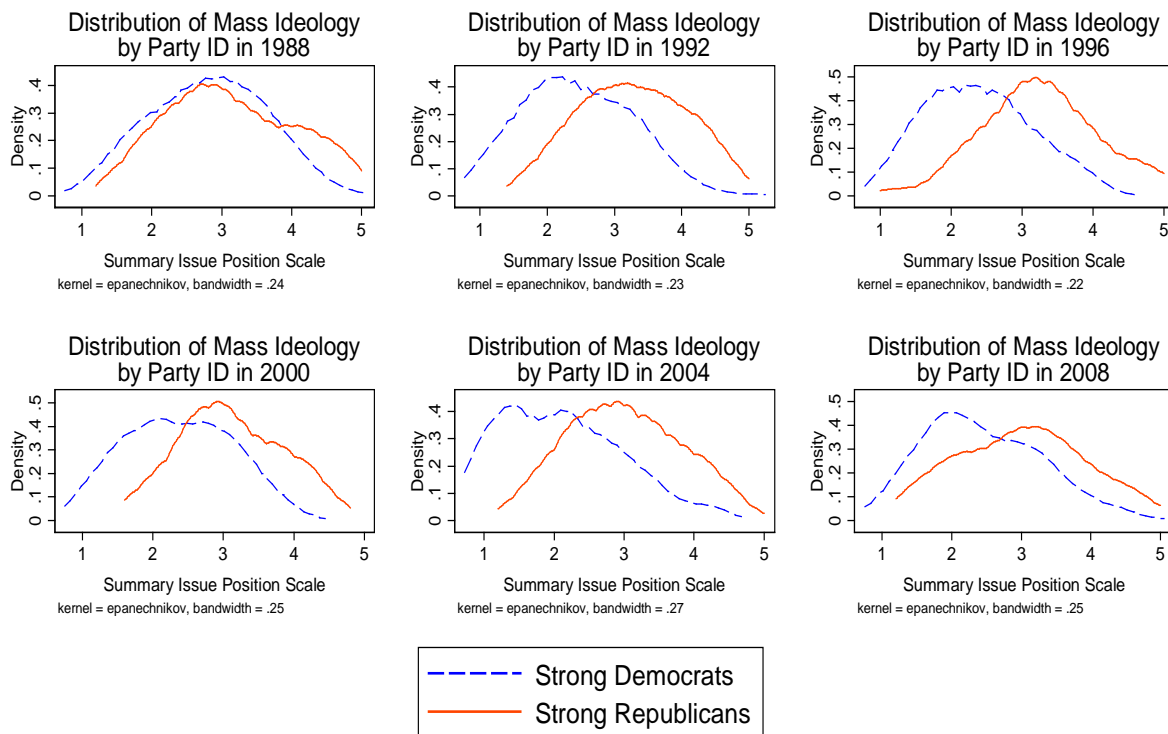 Distribution of Mass Ideology
by Party ID in 1988
Density
0 .1 .2 .3 .4
1 2 3 4 5
Summary Issue Position Scale
kernel = epanechnikov, bandwidth = .24
Distribution of Mass Ideology
by Party ID in 1992
Density
0 .1 .2 .3 .4
1 2 3 4 5
Summary Issue Position Scale
kernel = epanechnikov, bandwidth = .23
Distribution of Mass Ideology
by Party ID in 1996
Density
0 .1 .2 .3 .4 .5
1 2 3 4 5
Summary Issue Position Scale
kernel = epanechnikov, bandwidth = .22
Distribution of Mass Ideology
by Party ID in 2000
Density
0 .1 .2 .3 .4 .5
1 2 3 4 5
Summary Issue Position Scale
kernel = epanechnikov, bandwidth = .25
Distribution of Mass Ideology
by Party ID in 2004
Density
0 .1 .2 .3 .4
1 2 3 4 5
Summary Issue Position Scale
kernel = epanechnikov, bandwidth = .27
Distribution of Mass Ideology
by Party ID in 2008
Density
0 .1 .2 .3 .4 .5
1 2 3 4 5
Summary Issue Position Scale
kernel = epanechnikov, bandwidth = .25
Strong Democrats
Strong Republicans